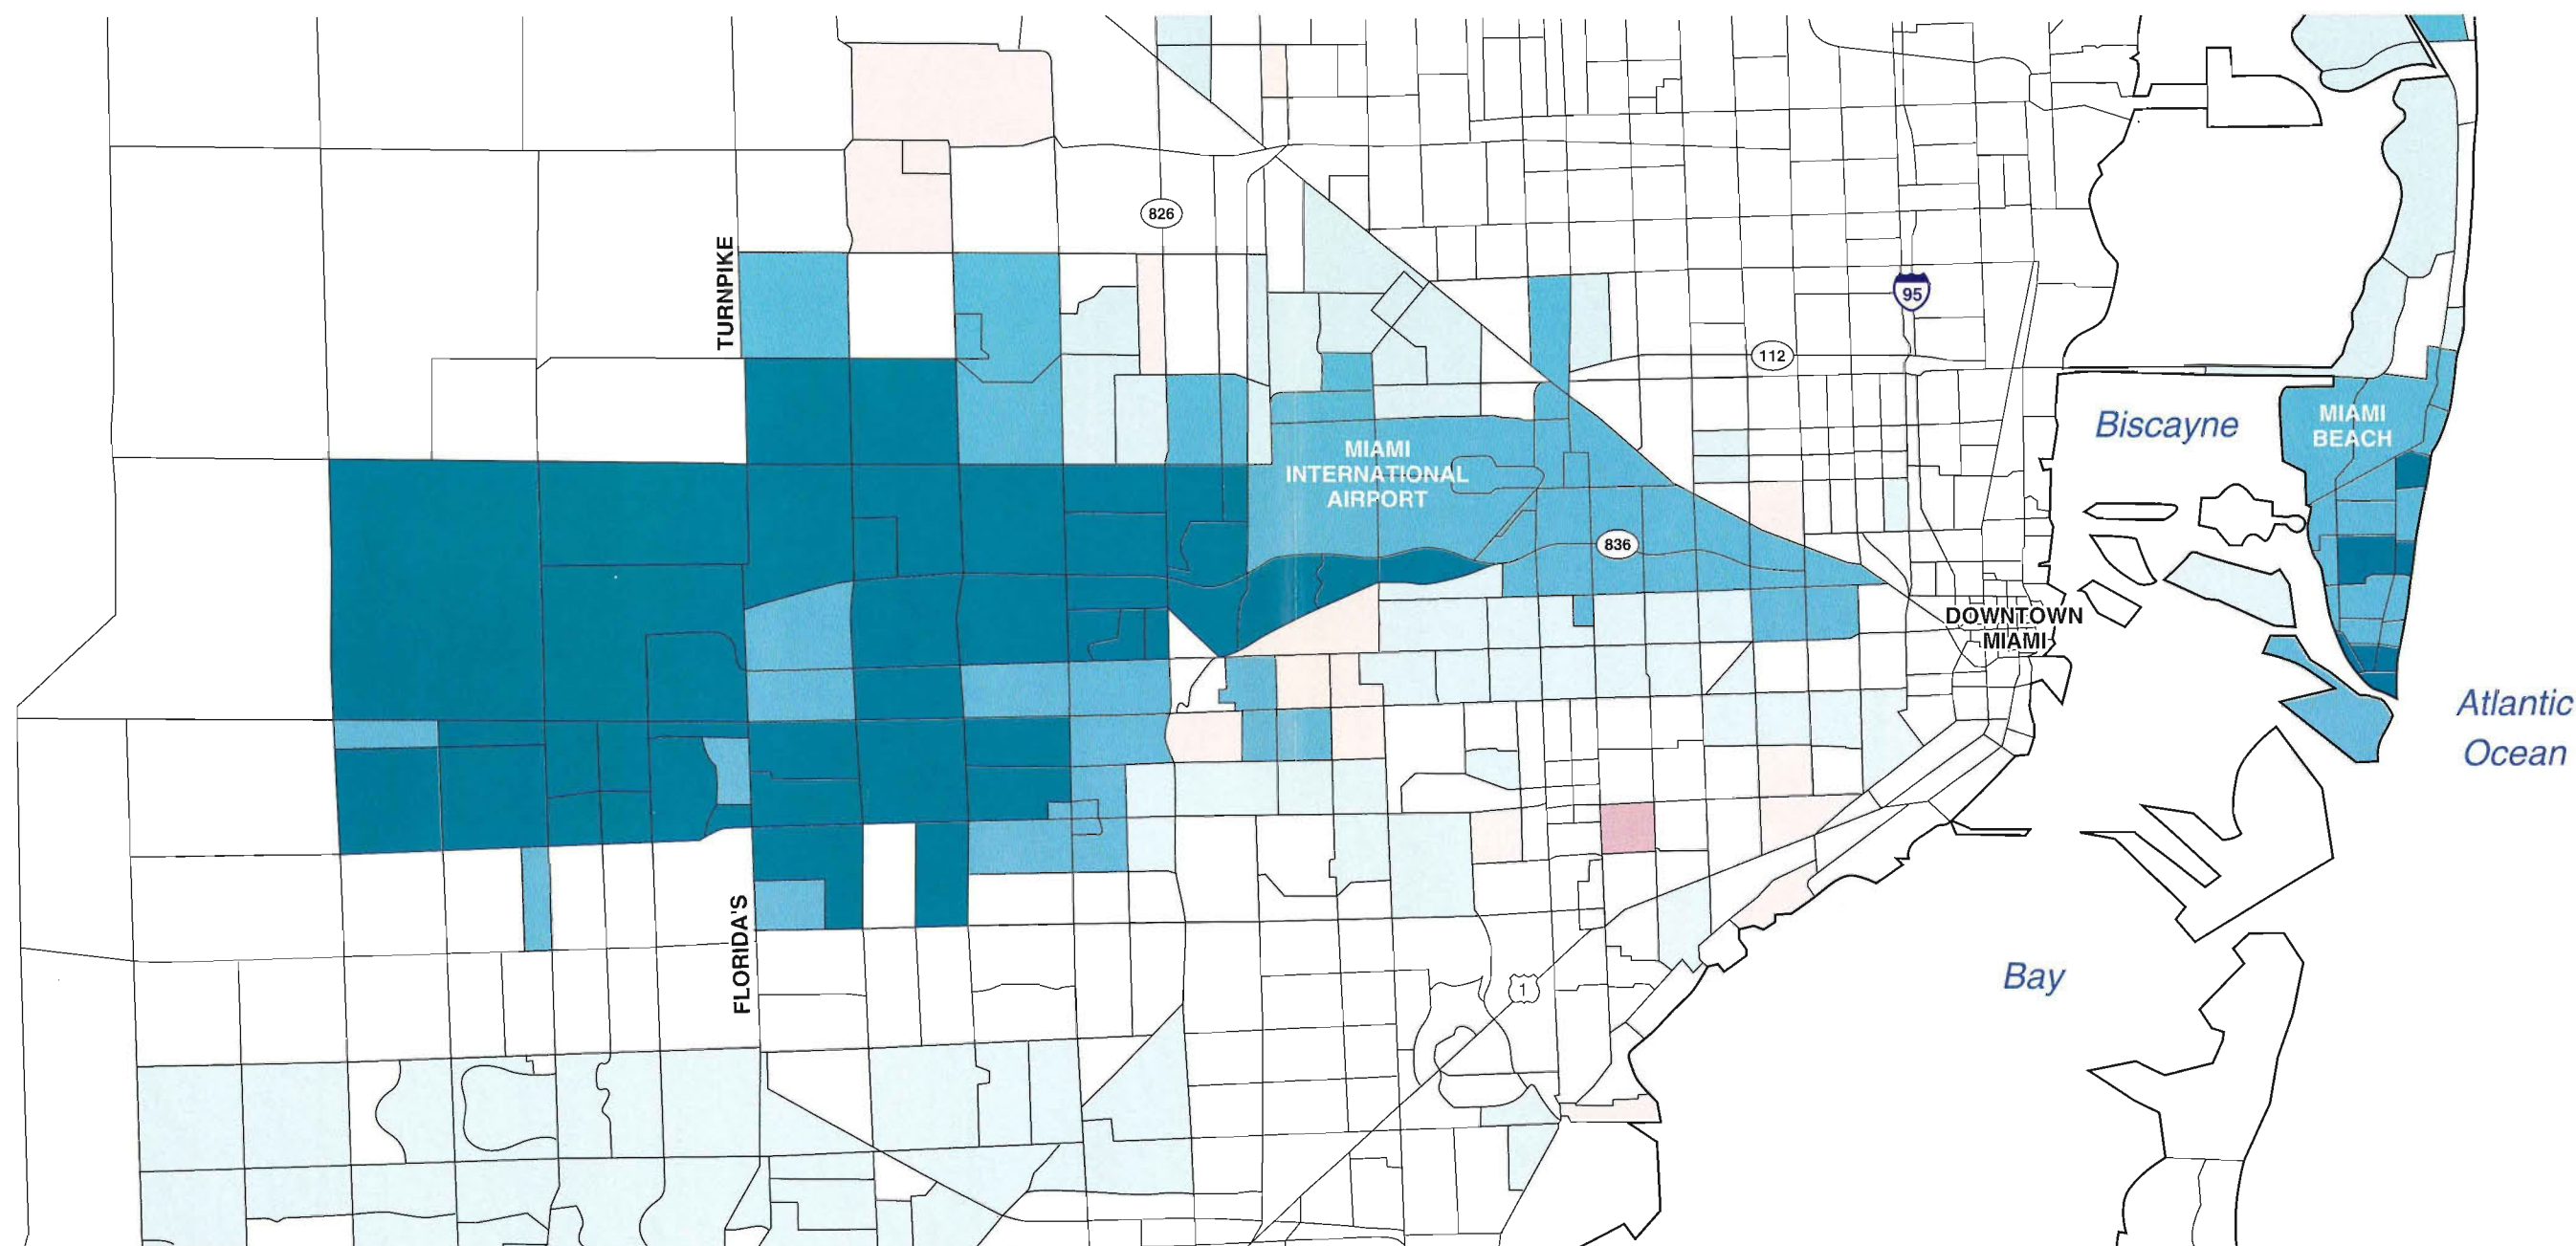 826
TURNPIKE
95
112
Biscayne
MIAMI
BEACH
MIAMI
INTERNATIONAL
AIRPORT
836
DOWNTOWN
MIAMI
Atlantic
Ocean
FLORIDA'S
Bay
1